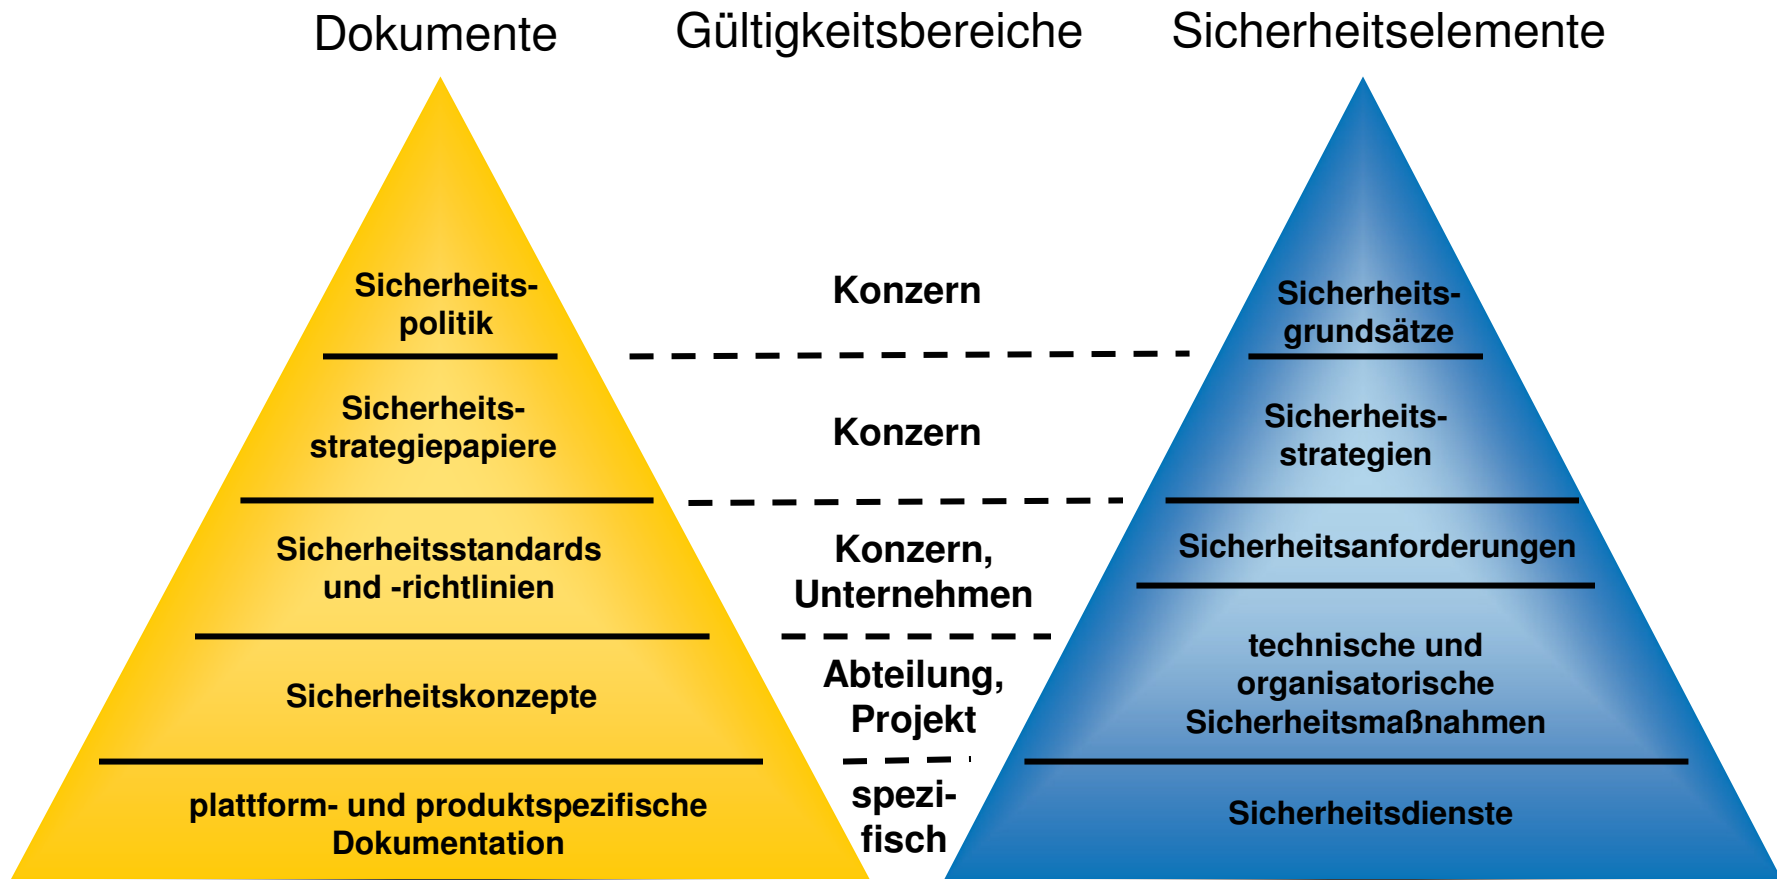 Dokumente
Gültigkeitsbereiche
Sicherheitselemente
Sicherheits-
politik
Konzern
Sicherheits-
grundsätze
Sicherheits-
strategiepapiere
Konzern
Sicherheits-
strategien
Sicherheitsstandards
und -richtlinien
Konzern,
Unternehmen
Sicherheitsanforderungen
Sicherheitskonzepte
Abteilung,
Projekt
technische und
organisatorische
Sicherheitsmaßnahmen
plattform- und produktspezifische
Dokumentation
spezi-
fisch
Sicherheitsdienste